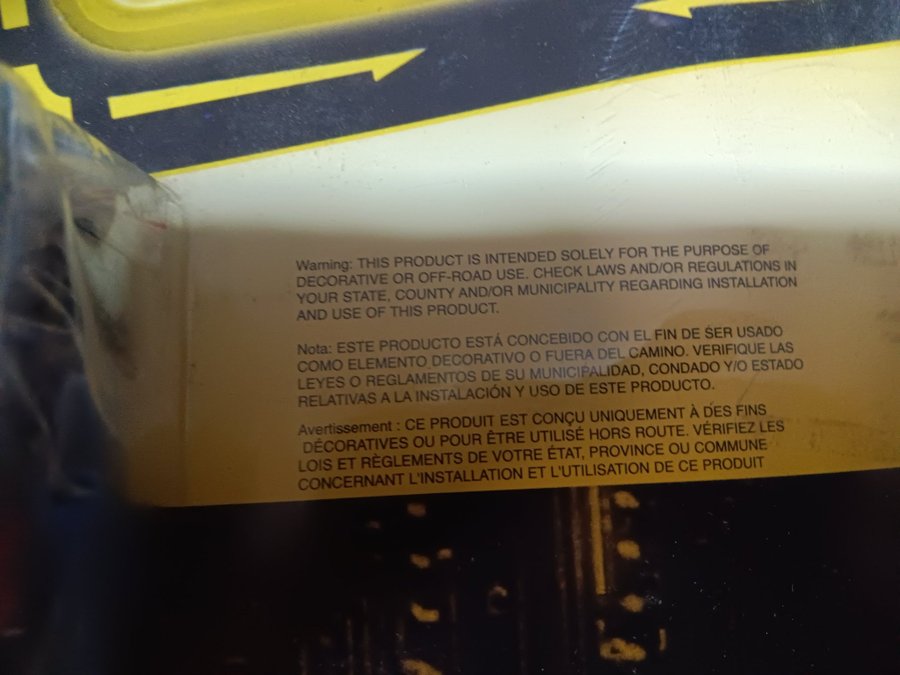 Warning: THIS PRODUCT IS INTENDED SOLELY FOR THE PURPOSE OF
DECORATIVE OR OFF-ROAD USE. CHECK LAWS AND/OR REGULATIONS IN
YOUR STATE, COUNTY AND/OR MUNICIPALITY REGARDING INSTALLATION
AND USE OF THIS PRODUCT.
Nota: ESTE PRODUCTO ESTÁ CONCEBIDO CON EL FIN DE SER USADO
COMO ELEMENTO DECORATIVO O FUERA DEL CAMINO. VERIFIQUE LAS
LEYES O REGLAMENTOS DE SU MUNICIPALIDAD, CONDADO Y/O ESTADO
RELATIVAS A LA INSTALACIÓN Y USO DE ESTE PRODUCTO.
Avertissement : CE PRODUIT EST CONÇU UNIQUEMENT À DES FINS
DÉCORATIVES OU POUR ÊTRE UTILISÉ HORS ROUTE. VÉRIFIEZ LES
LOIS ET RÈGLEMENTS DE VOTRE ÉTAT, PROVINCE OU COMMUNE
CONCERNANT L'INSTALLATION ET L'UTILISATION DE CE PRODUIT